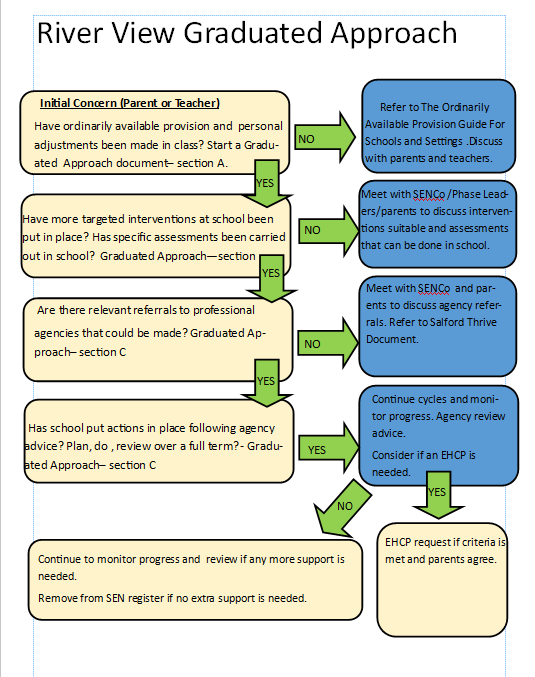 River View Graduated Approach
Initial Concern (Parent or Teacher)
Have ordinarily available provision and personal
adjustments been made in class? Start a Gradu-
ated Approach document– section A.
NO
Refer to The Ordinarily
Available Provision Guide For
Schools and Settings .Discuss
with parents and teachers.
YES
Have more targeted interventions at school been
put in place? Has specific assessments been carried
out in school? Graduated Approach—section
NO
Meet with SENCo /Phase Lead-
ers/parents to discuss interven-
tions suitable and assessments
that can be done in school.
YES
Are there relevant referrals to professional
agencies that could be made? Graduated Ap-
proach– section C
NO
Meet with SENCo and par-
ents to discuss agency refer-
rals. Refer to Salford Thrive
Document.
YES
Has school put actions in place following agency
advice? Plan, do , review over a full term?- Gradu-
ated Approach– section C
YES
Continue cycles and moni-
tor progress. Agency review
advice.
Consider if an EHCP is
needed.
NO
YES
Continue to monitor progress and review if any more support is
needed.
Remove from SEN register if no extra support is needed.
EHCP request if criteria is
met and parents agree.